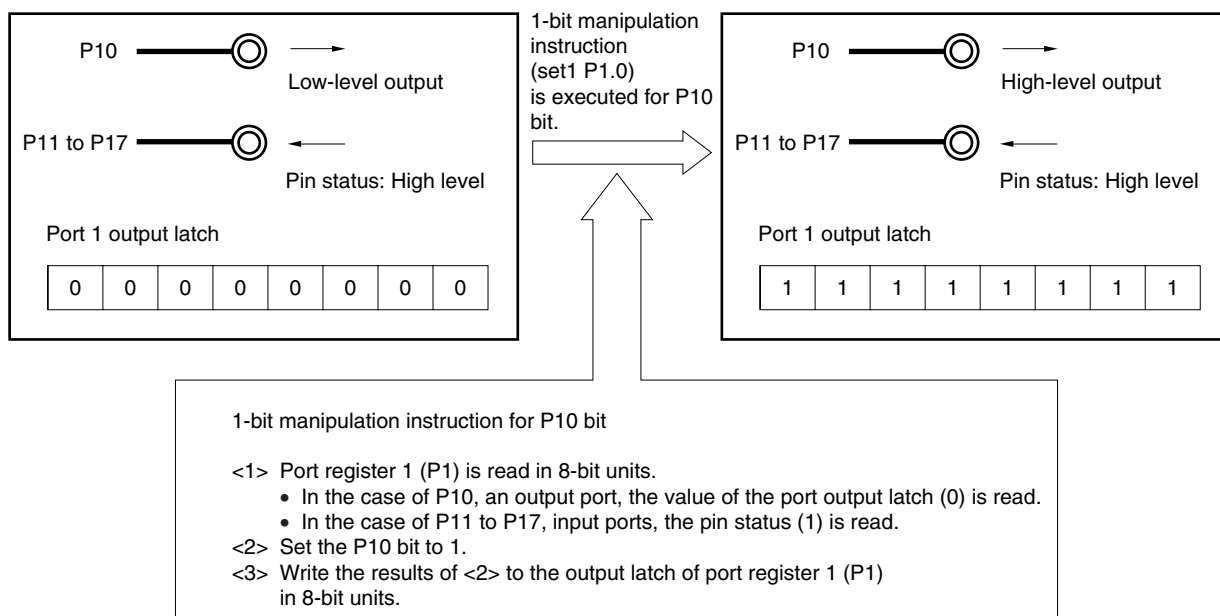 P10
Low-level output
P11 to P17
Pin status: High level
Port 1 output latch
0 0 0 0 0 0 0 0
1-bit manipulation
instruction
(set1 P1.0)
is executed for P10
bit.
P10
High-level output
P11 to P17
Pin status: High level
Port 1 output latch
1 1 1 1 1 1 1 1
1-bit manipulation instruction for P10 bit
<1> Port register 1 (P1) is read in 8-bit units.
• In the case of P10, an output port, the value of the port output latch (0) is read.
• In the case of P11 to P17, input ports, the pin status (1) is read.
<2> Set the P10 bit to 1.
<3> Write the results of <2> to the output latch of port register 1 (P1)
in 8-bit units.